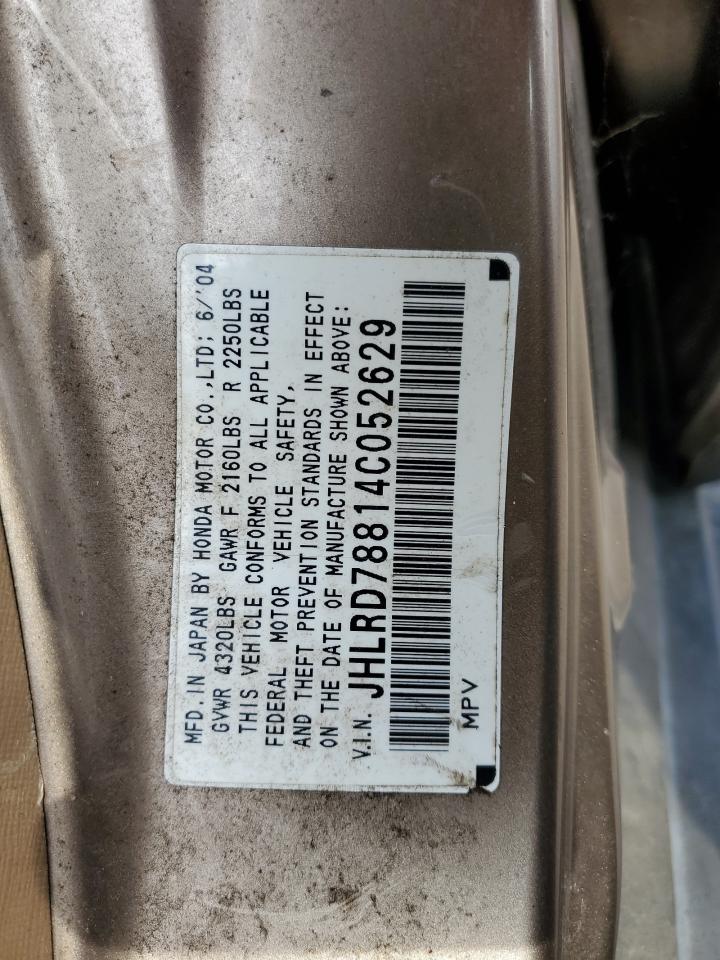 MFD. IN JAPAN BY HONDA MOTOR CO.,LTD; 6/'04
GVWR 4320LBS GAWR F 2160LBS R 2250LBS
THIS VEHICLE CONFORMS TO ALL APPLICABLE
FEDERAL MOTOR VEHICLE SAFETY,
AND THEFT PREVENTION STANDARDS IN EFFECT
ON THE DATE OF MANUFACTURE SHOWN ABOVE:
V.I.N. JHLRD78814C052629
MPV